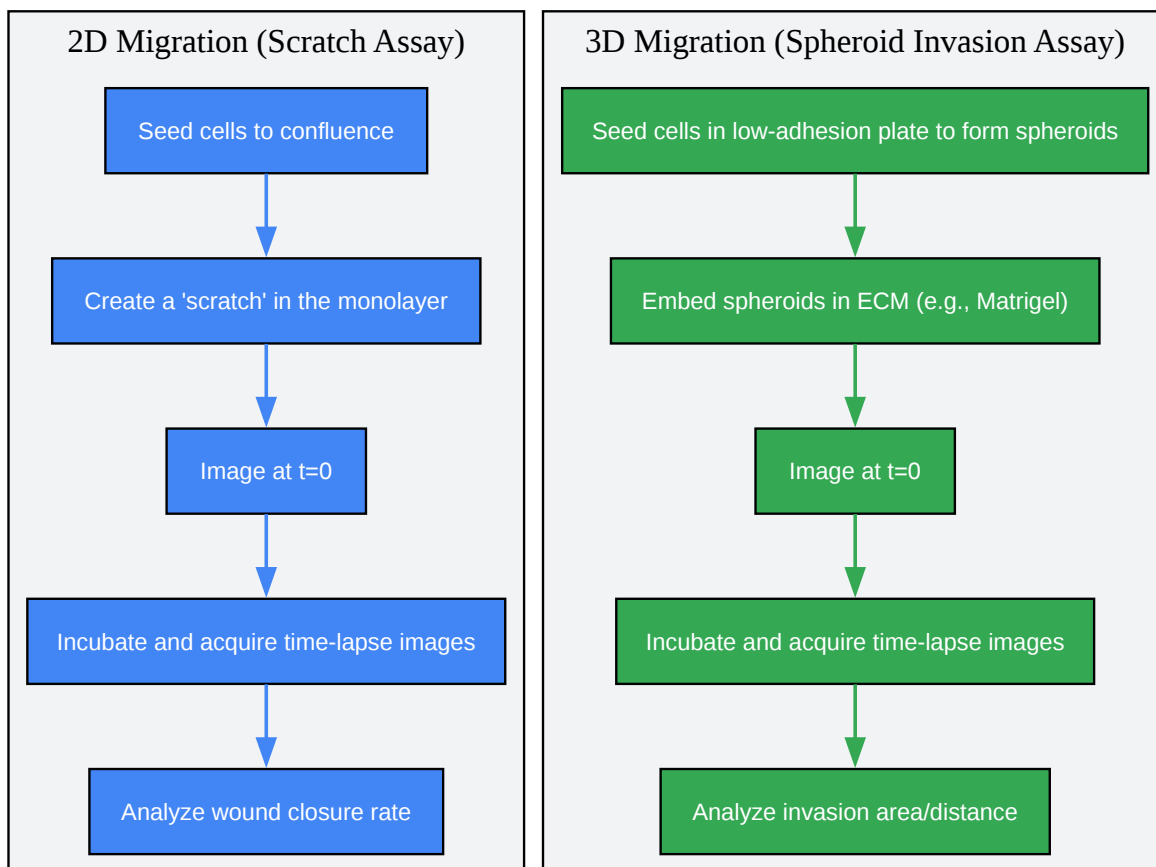 2D Migration (Scratch Assay)
Seed cells to confluence
Create a 'scratch' in the monolayer
Image at t=0
Incubate and acquire time-lapse images
Analyze wound closure rate
3D Migration (Spheroid Invasion Assay)
Seed cells in low-adhesion plate to form spheroids
Embed spheroids in ECM (e.g., Matrigel)
Image at t=0
Incubate and acquire time-lapse images
Analyze invasion area/distance